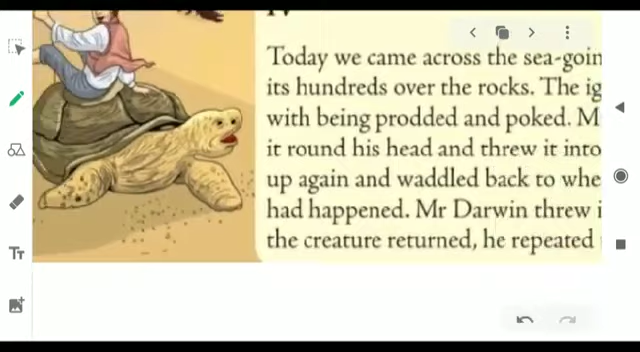 IV
Today we came across the sea-goin
its hundreds over the rocks. The ig
with being prodded and poked. M
it round his head and threw it into
up again and waddled back to whe
had happened. Mr Darwin threw i
the creature returned, he repeated